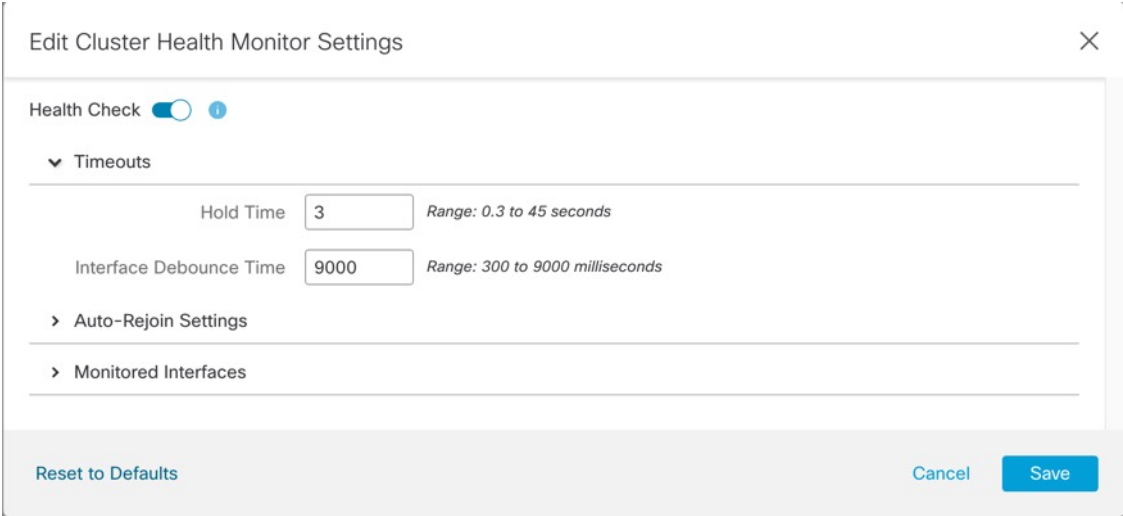 Edit Cluster Health Monitor Settings
Health Check
Timeouts
Hold Time 3 Range: 0.3 to 45 seconds
Interface Debounce Time 9000 Range: 300 to 9000 milliseconds
Auto-Rejoin Settings
Monitored Interfaces
Reset to Defaults Cancel Save